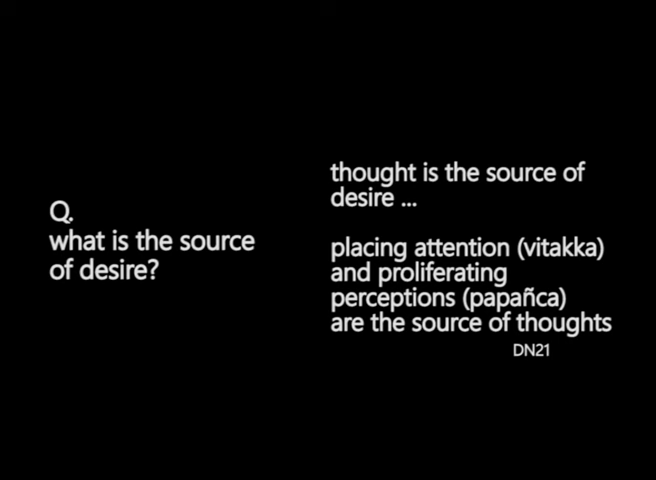 Q.
what is the source
of desire?
thought is the source of
desire ...
placing attention (vitakka)
and proliferating
perceptions (papañca)
are the source of thoughts
DN21